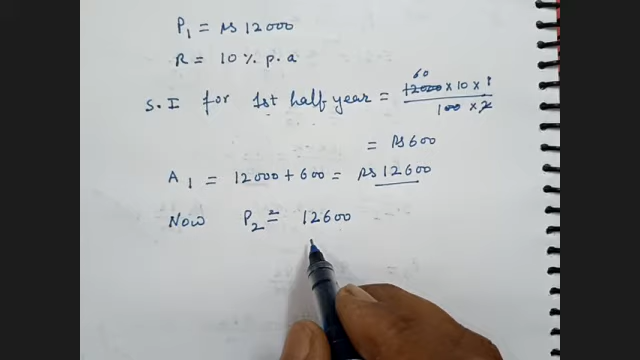 P1 = Rs 12000
R = 10 % p.a
60
S.I for 1st half year = 12000 × 10 × 1
100 × 2
= Rs 600
A1 = 12000 + 600 = Rs 12600
Now P2 = 12600